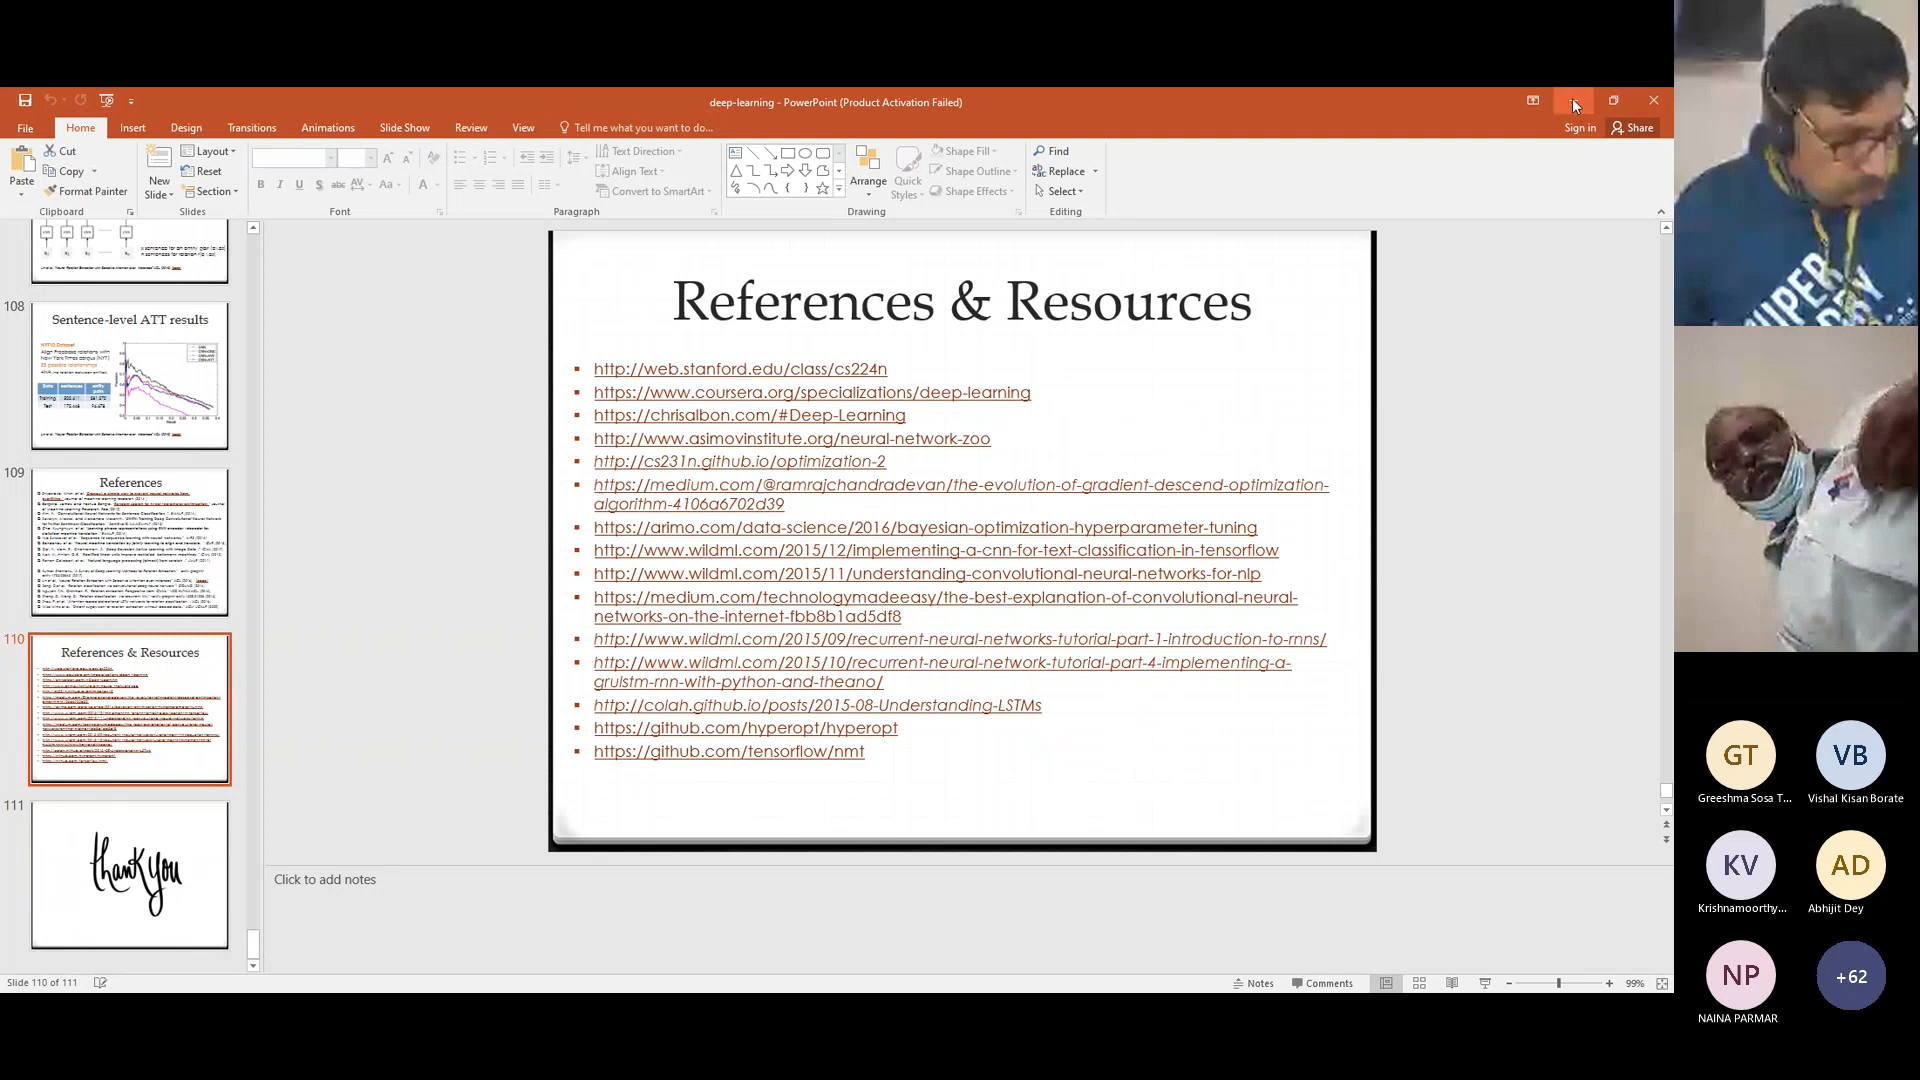 deep-learning - PowerPoint (Product Activation Failed)
File Home Insert Design Transitions Animations Slide Show Review View Tell me what you want to do... Sign in Share
Paste
Cut
Copy
Format Painter
Clipboard
New Slide
Layout
Reset
Section
Slides
Font
Text Direction
Align Text
Convert to SmartArt
Paragraph
Arrange
Quick Styles
Shape Fill
Shape Outline
Shape Effects
Drawing
Find
Replace
Select
Editing
108
Sentence-level ATT results
109
References
110
References & Resources
111
thank you
References & Resources
http://web.stanford.edu/class/cs224n
https://www.coursera.org/specializations/deep-learning
https://chrisalbon.com/#Deep-Learning
http://www.asimovinstitute.org/neural-network-zoo
http://cs231n.github.io/optimization-2
https://medium.com/@ramrajchandradevan/the-evolution-of-gradient-descend-optimization-
algorithm-4106a6702d39
https://arimo.com/data-science/2016/bayesian-optimization-hyperparameter-tuning
http://www.wildml.com/2015/12/implementing-a-cnn-for-text-classification-in-tensorflow
http://www.wildml.com/2015/11/understanding-convolutional-neural-networks-for-nlp
https://medium.com/technologymadeeasy/the-best-explanation-of-convolutional-neural-
networks-on-the-internet-fbb8b1ad5df8
http://www.wildml.com/2015/09/recurrent-neural-networks-tutorial-part-1-introduction-to-rnns/
http://www.wildml.com/2015/10/recurrent-neural-network-tutorial-part-4-implementing-a-
grulstm-rnn-with-python-and-theano/
http://colah.github.io/posts/2015-08-Understanding-LSTMs
https://github.com/hyperopt/hyperopt
https://github.com/tensorflow/nmt
Click to add notes
Slide 110 of 111
Notes Comments 99%
GT VB
Greeshma Sosa T... Vishal Kisan Borate
KV AD
Krishnamoorthy... Abhijit Dey
NP +62
NAINA PARMAR